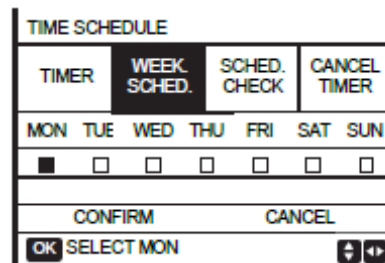 TIME SCHEDULE
TIMER WEEK. SCHED. SCHED. CHECK CANCEL TIMER
MON TUE WED THU FRI SAT SUN
CONFIRM CANCEL
OK SELECT MON